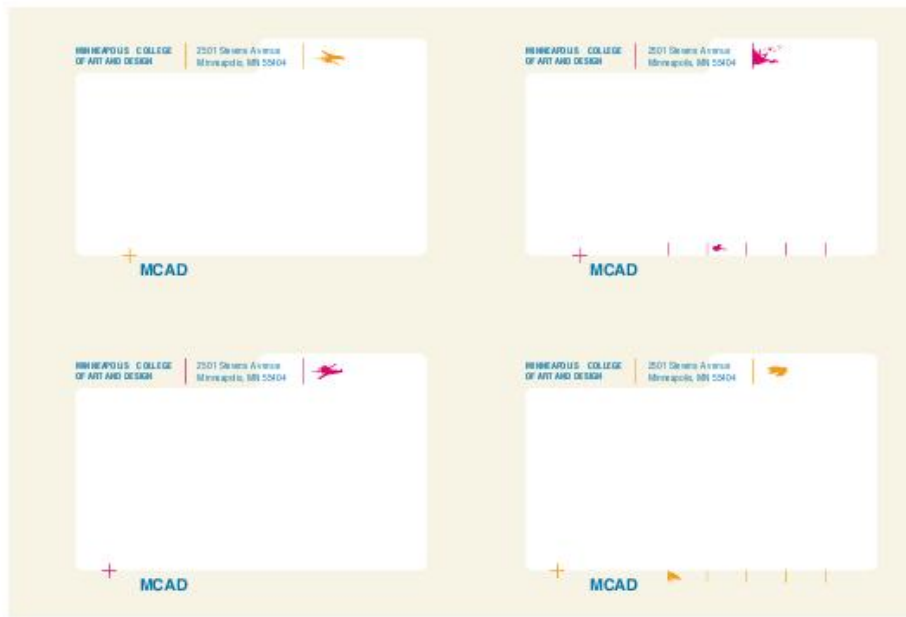 MINNEAPOLIS COLLEGE
OF ART AND DESIGN
2501 Stevens Avenue
Minneapolis, MN 55404
MCAD
MINNEAPOLIS COLLEGE
OF ART AND DESIGN
2501 Stevens Avenue
Minneapolis, MN 55404
MCAD
MINNEAPOLIS COLLEGE
OF ART AND DESIGN
2501 Stevens Avenue
Minneapolis, MN 55404
MCAD
MINNEAPOLIS COLLEGE
OF ART AND DESIGN
2501 Stevens Avenue
Minneapolis, MN 55404
MCAD